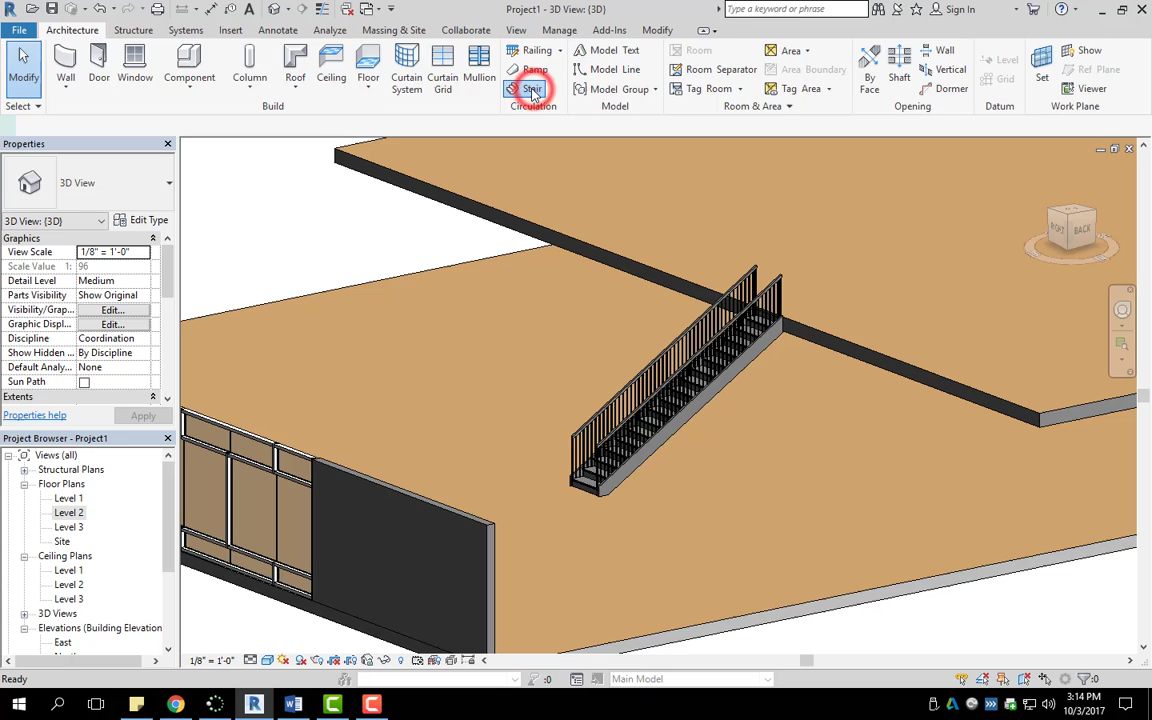 Project1 - 3D View: {3D}
Type a keyword or phrase
Sign In
File
Architecture
Structure
Systems
Insert
Annotate
Analyze
Massing & Site
Collaborate
View
Manage
Add-Ins
Modify
Modify
Wall
Door
Window
Component
Column
Roof
Ceiling
Floor
Curtain System
Curtain Grid
Mullion
Railing
Ramp
Stair
Model Text
Model Line
Model Group
Room
Room Separator
Tag Room
Area
Area Boundary
Tag Area
By Face
Shaft
Wall
Vertical
Dormer
Level
Grid
Set
Show
Ref Plane
Viewer
Select
Build
Circulation
Model
Room & Area
Opening
Datum
Work Plane
Properties
3D View
3D View: {3D}
Edit Type
Graphics
View Scale
1/8" = 1'-0"
Scale Value 1:
96
Detail Level
Medium
Parts Visibility
Show Original
Visibility/Grap...
Edit...
Graphic Displ...
Edit...
Discipline
Coordination
Show Hidden ...
By Discipline
Default Analy...
None
Sun Path
Extents
Properties help
Apply
Project Browser - Project1
Views (all)
Structural Plans
Floor Plans
Level 1
Level 2
Level 3
Site
Ceiling Plans
Level 1
Level 2
Level 3
3D Views
Elevations (Building Elevation
East
RIGHT
BACK
1/8" = 1'-0"
Ready
:0
Main Model
:0
3:14 PM
10/3/2017